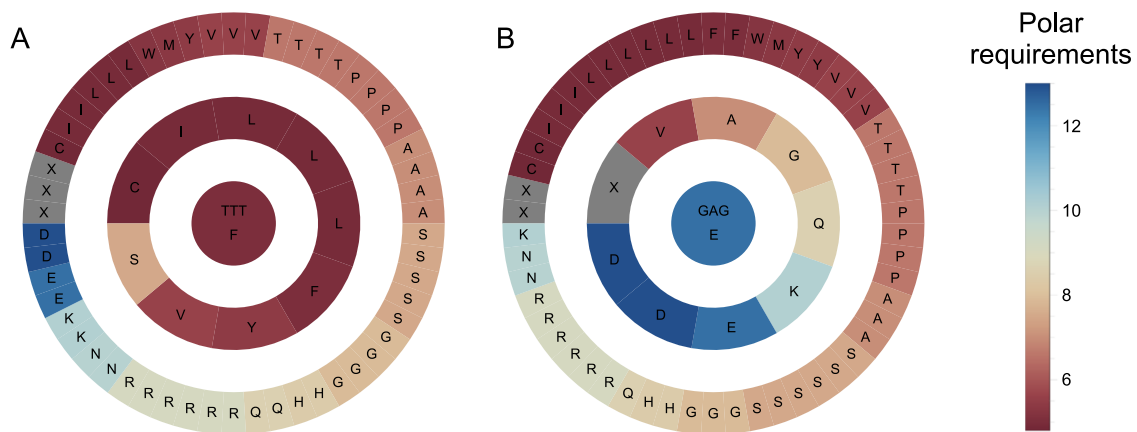 A
C I I L L L W M Y V V V T T T T P P P P A A A A S S S S S G G G G H H Q Q R R R R R R N N K K E E D D X X X
C I L L L F Y V S
TTT
F
B
C C I I I L L L L L L F F W M Y Y V V V T T T T P P P P A A A S S S S S S G G G H H Q R R R R R R N N K X X
X V A G Q K E D D
GAG
E
Polar
requirements
12
10
8
6